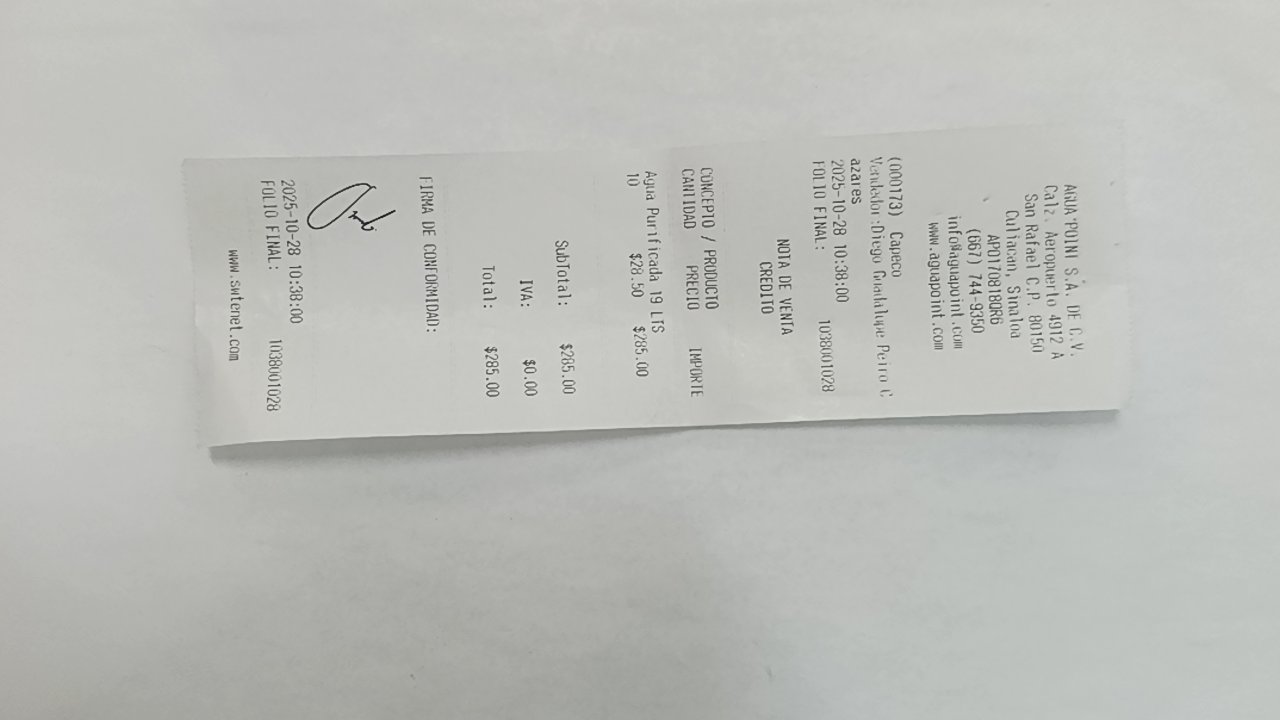 AGUA POINT S.A. DE C.V.
Calz. Aeropuerto 4912 A
San Rafael C.P. 80150
Culiacan, Sinaloa
APO170818QR6
(667) 744-9350
info@aguapoint.com
www.aguapoint.com
(000173) Capeco
Vendedor:Diego Guadalupe Peiro C
azares
2025-10-28 10:38:00
FOLIO FINAL: 1038001028
NOTA DE VENTA
CREDITO
CONCEPTO / PRODUCTO
CANTIDAD PRECIO IMPORTE
Agua Purificada 19 LTS
10 $28.50 $285.00
SubTotal: $285.00
IVA: $0.00
Total: $285.00
FIRMA DE CONFORMIDAD:
2025-10-28 10:38:00
FOLIO FINAL: 1038001028
www.sutenet.com